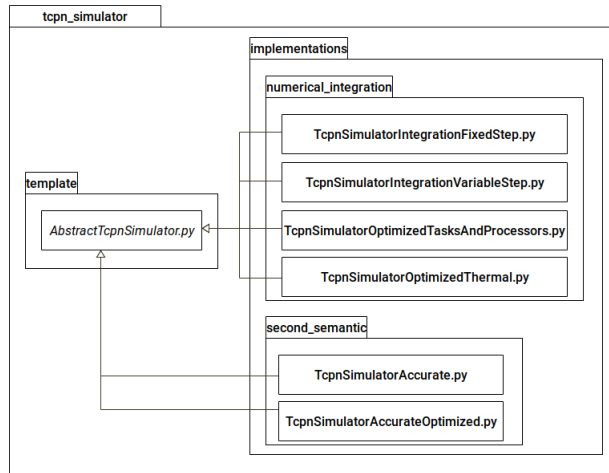 tcpn_simulator
implementations
numerical_integration
TcpnSimulatorIntegrationFixedStep.py
TcpnSimulatorIntegrationVariableStep.py
template
AbstractTcpnSimulator.py
TcpnSimulatorOptimizedTasksAndProcessors.py
TcpnSimulatorOptimizedThermal.py
second_semantic
TcpnSimulatorAccurate.py
TcpnSimulatorAccurateOptimized.py